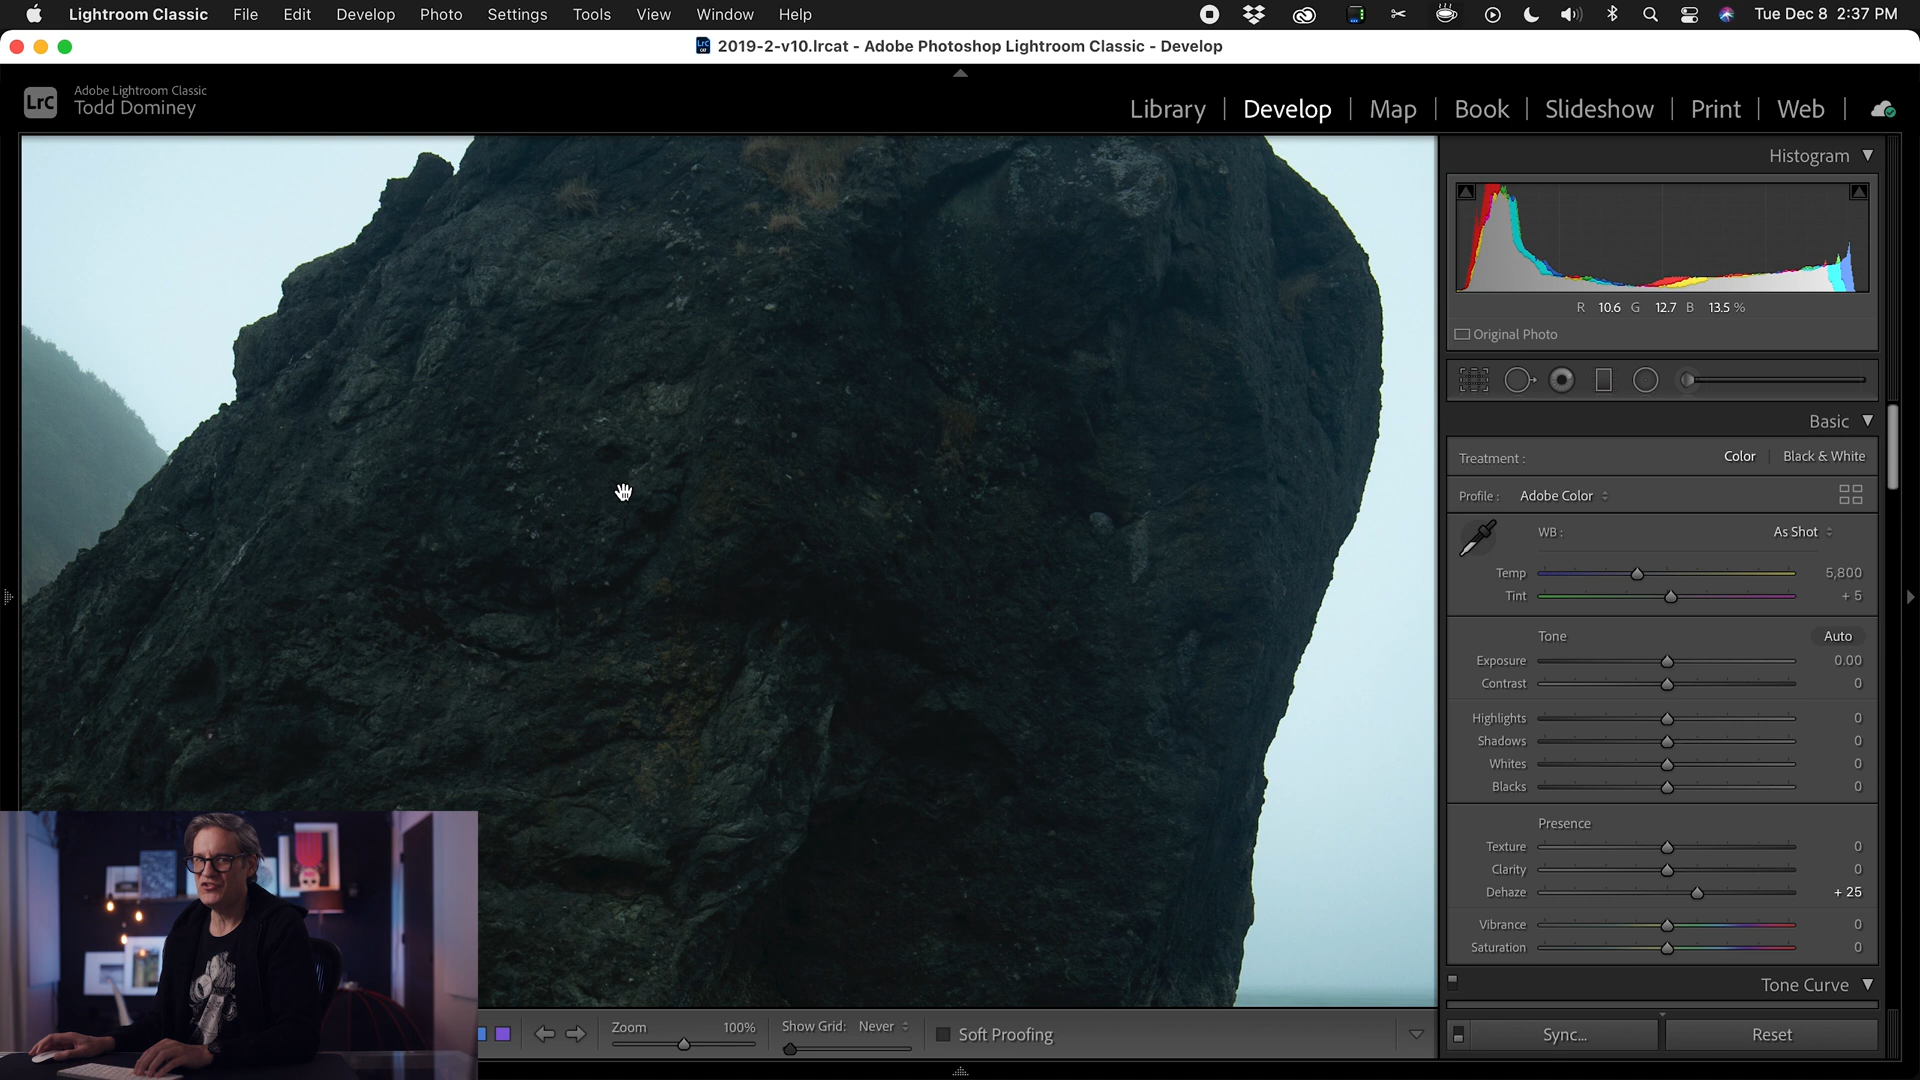 Lightroom Classic File Edit Develop Photo Settings Tools View Window Help Tue Dec 8 2:37 PM
2019-2-v10.lrcat - Adobe Photoshop Lightroom Classic - Develop
LrC
Adobe Lightroom Classic
Todd Dominey
Library | Develop | Map | Book | Slideshow | Print | Web |
Histogram
R 10.6 G 12.7 B 13.5 %
Original Photo
Basic
Treatment : Color Black & White
Profile : Adobe Color
WB : As Shot
Temp 5,800
Tint + 5
Tone Auto
Exposure 0.00
Contrast 0
Highlights 0
Shadows 0
Whites 0
Blacks 0
Presence
Texture 0
Clarity 0
Dehaze + 25
Vibrance 0
Saturation 0
Tone Curve
Zoom 100% Show Grid: Never Soft Proofing
Sync... Reset